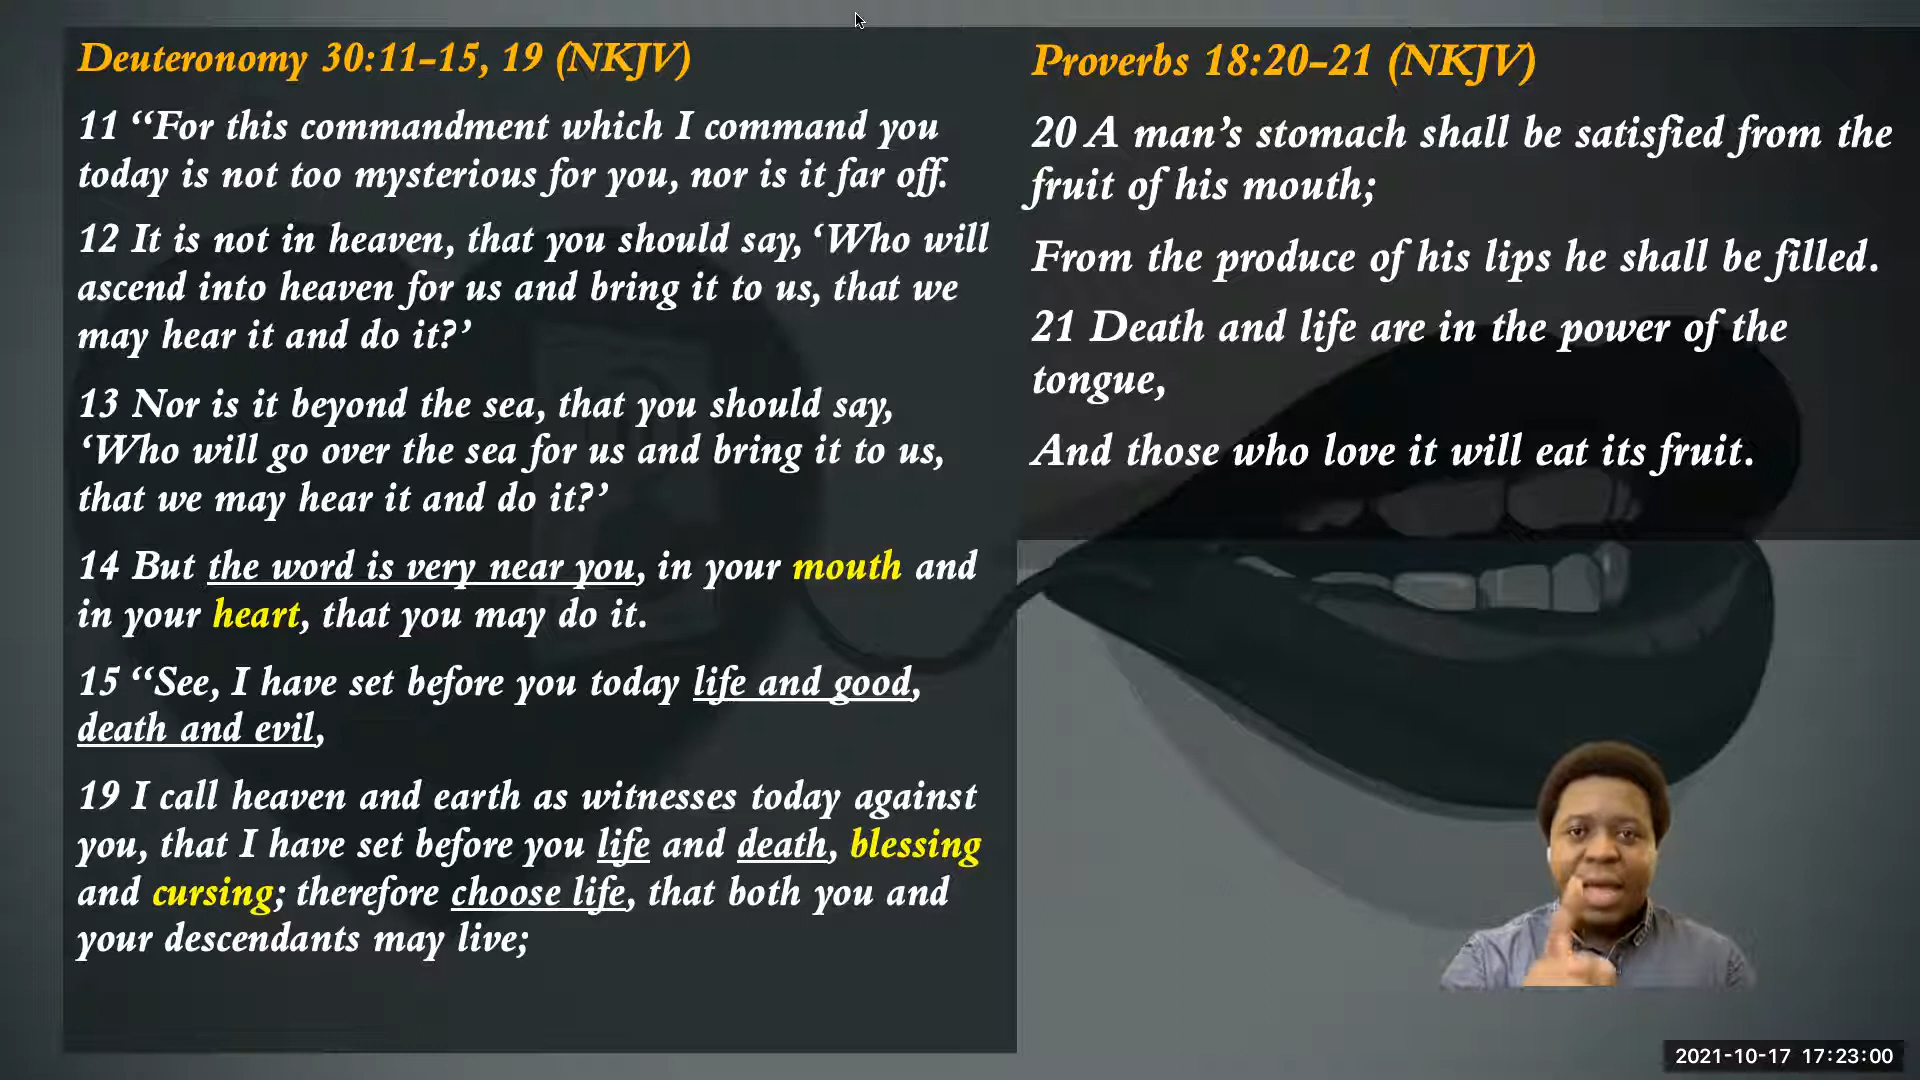 Deuteronomy 30:11–15, 19 (NKJV)
11 “For this commandment which I command you
today is not too mysterious for you, nor is it far off.
12 It is not in heaven, that you should say, ‘Who will
ascend into heaven for us and bring it to us, that we
may hear it and do it?’
13 Nor is it beyond the sea, that you should say,
‘Who will go over the sea for us and bring it to us,
that we may hear it and do it?’
14 But the word is very near you, in your mouth and
in your heart, that you may do it.
15 “See, I have set before you today life and good,
death and evil,
19 I call heaven and earth as witnesses today against
you, that I have set before you life and death, blessing
and cursing; therefore choose life, that both you and
your descendants may live;
Proverbs 18:20–21 (NKJV)
20 A man’s stomach shall be satisfied from the
fruit of his mouth;
From the produce of his lips he shall be filled.
21 Death and life are in the power of the
tongue,
And those who love it will eat its fruit.
2021-10-17 17:23:00